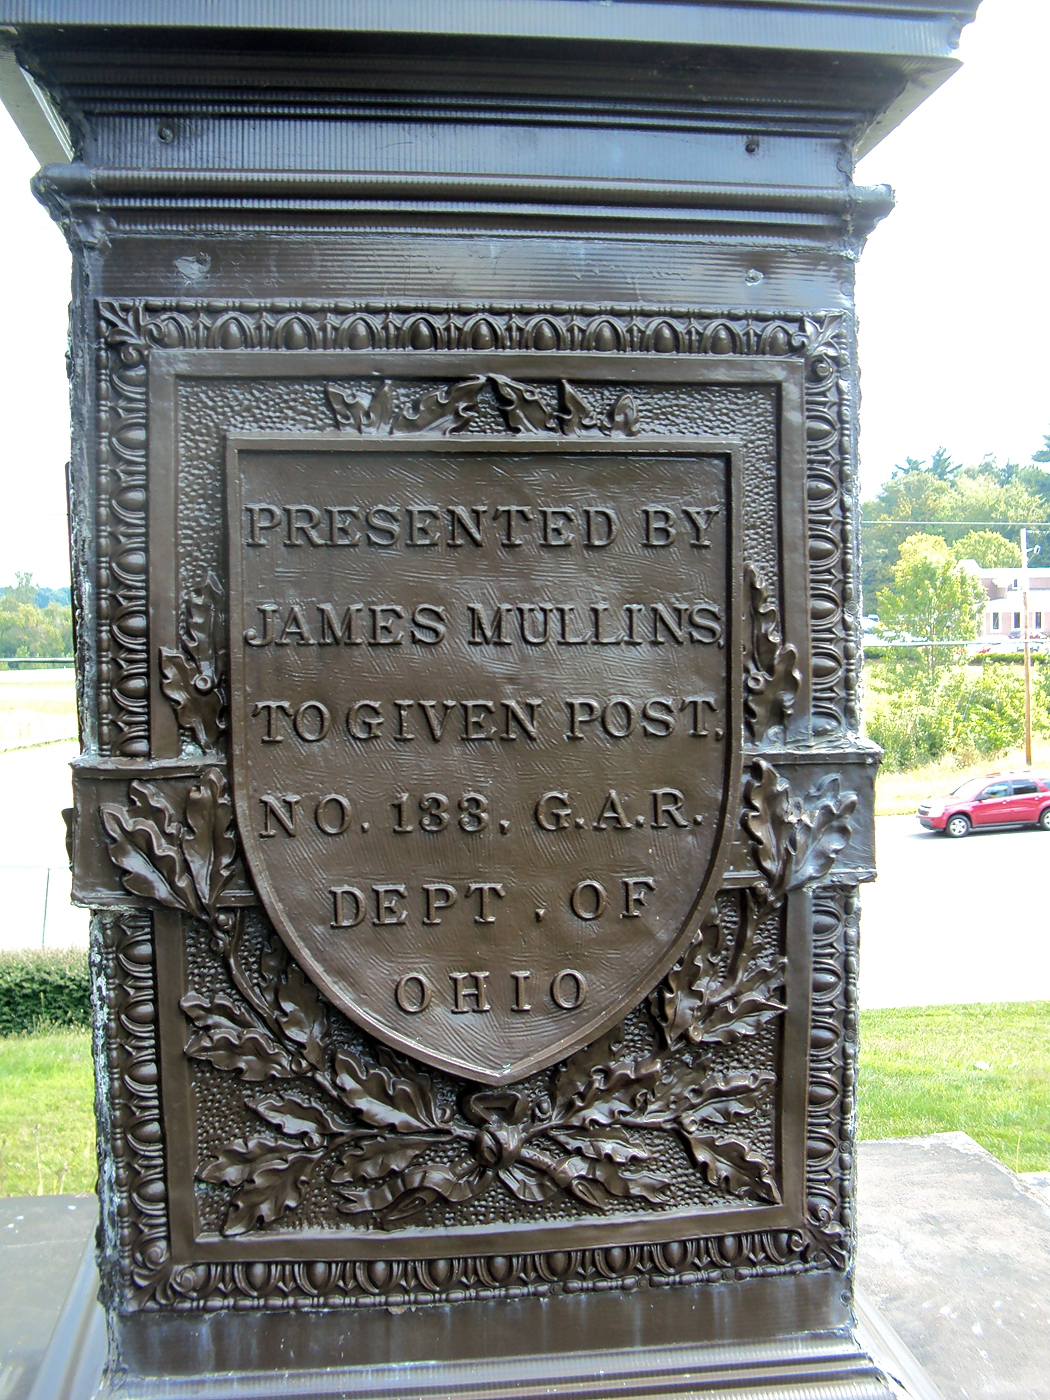 PRESENTED BY
JAMES MULLINS
TO GIVEN POST,
NO. 133. G.A.R.
DEPT. OF
OHIO